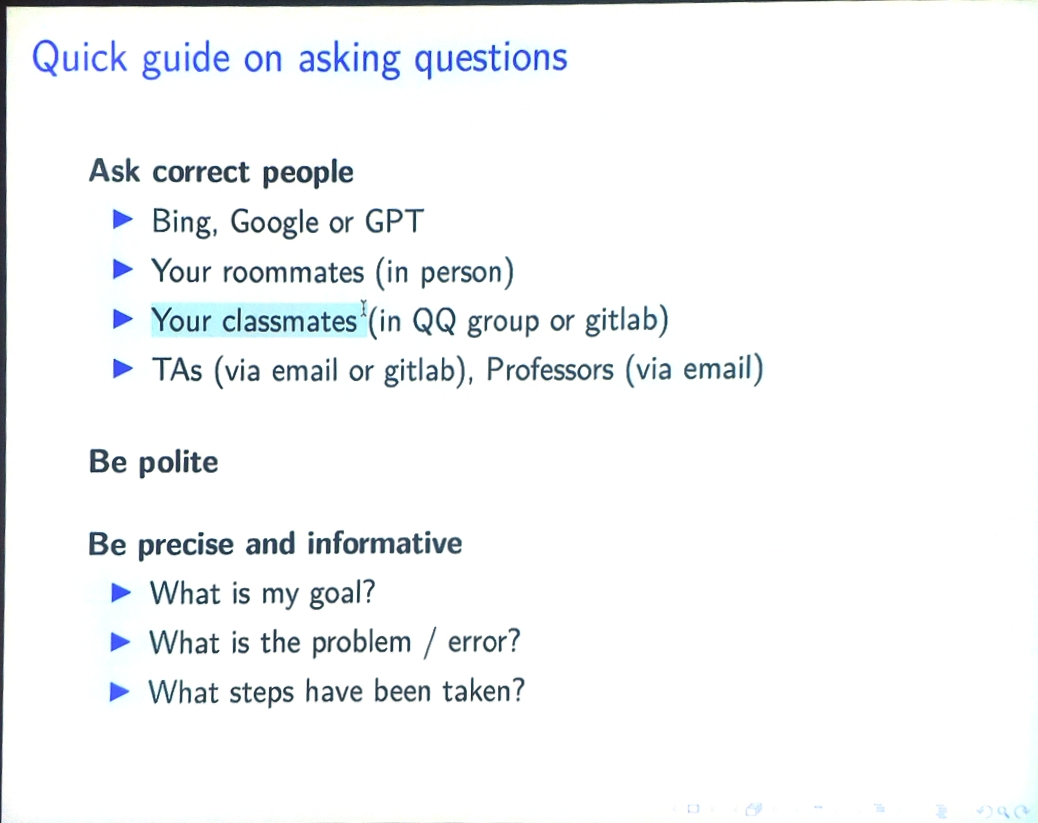 Quick guide on asking questions
Ask correct people
Bing, Google or GPT
Your roommates (in person)
Your classmates (in QQ group or gitlab)
TAs (via email or gitlab), Professors (via email)
Be polite
Be precise and informative
What is my goal?
What is the problem / error?
What steps have been taken?